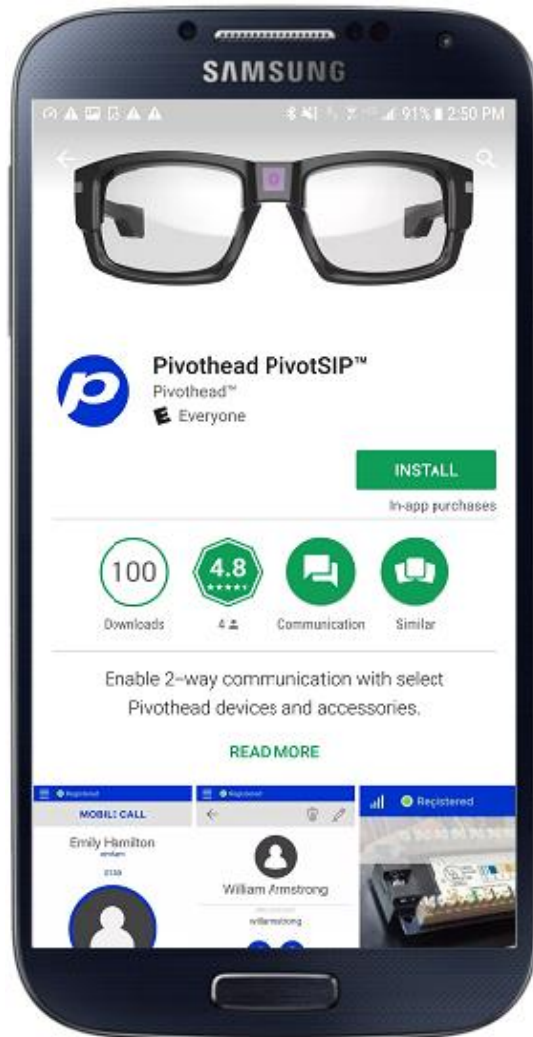 SAMSUNG
91% 2:50 PM
Pivothead PivotSIP™
Pivothead™
E Everyone
INSTALL
In-app purchases
100
4.8
Downloads
4
Communication
Similar
Enable 2-way communication with select
Pivothead devices and accessories.
READ MORE
Registered
MOBILE CALL
Emily Hamilton
Registered
William Armstrong
Registered